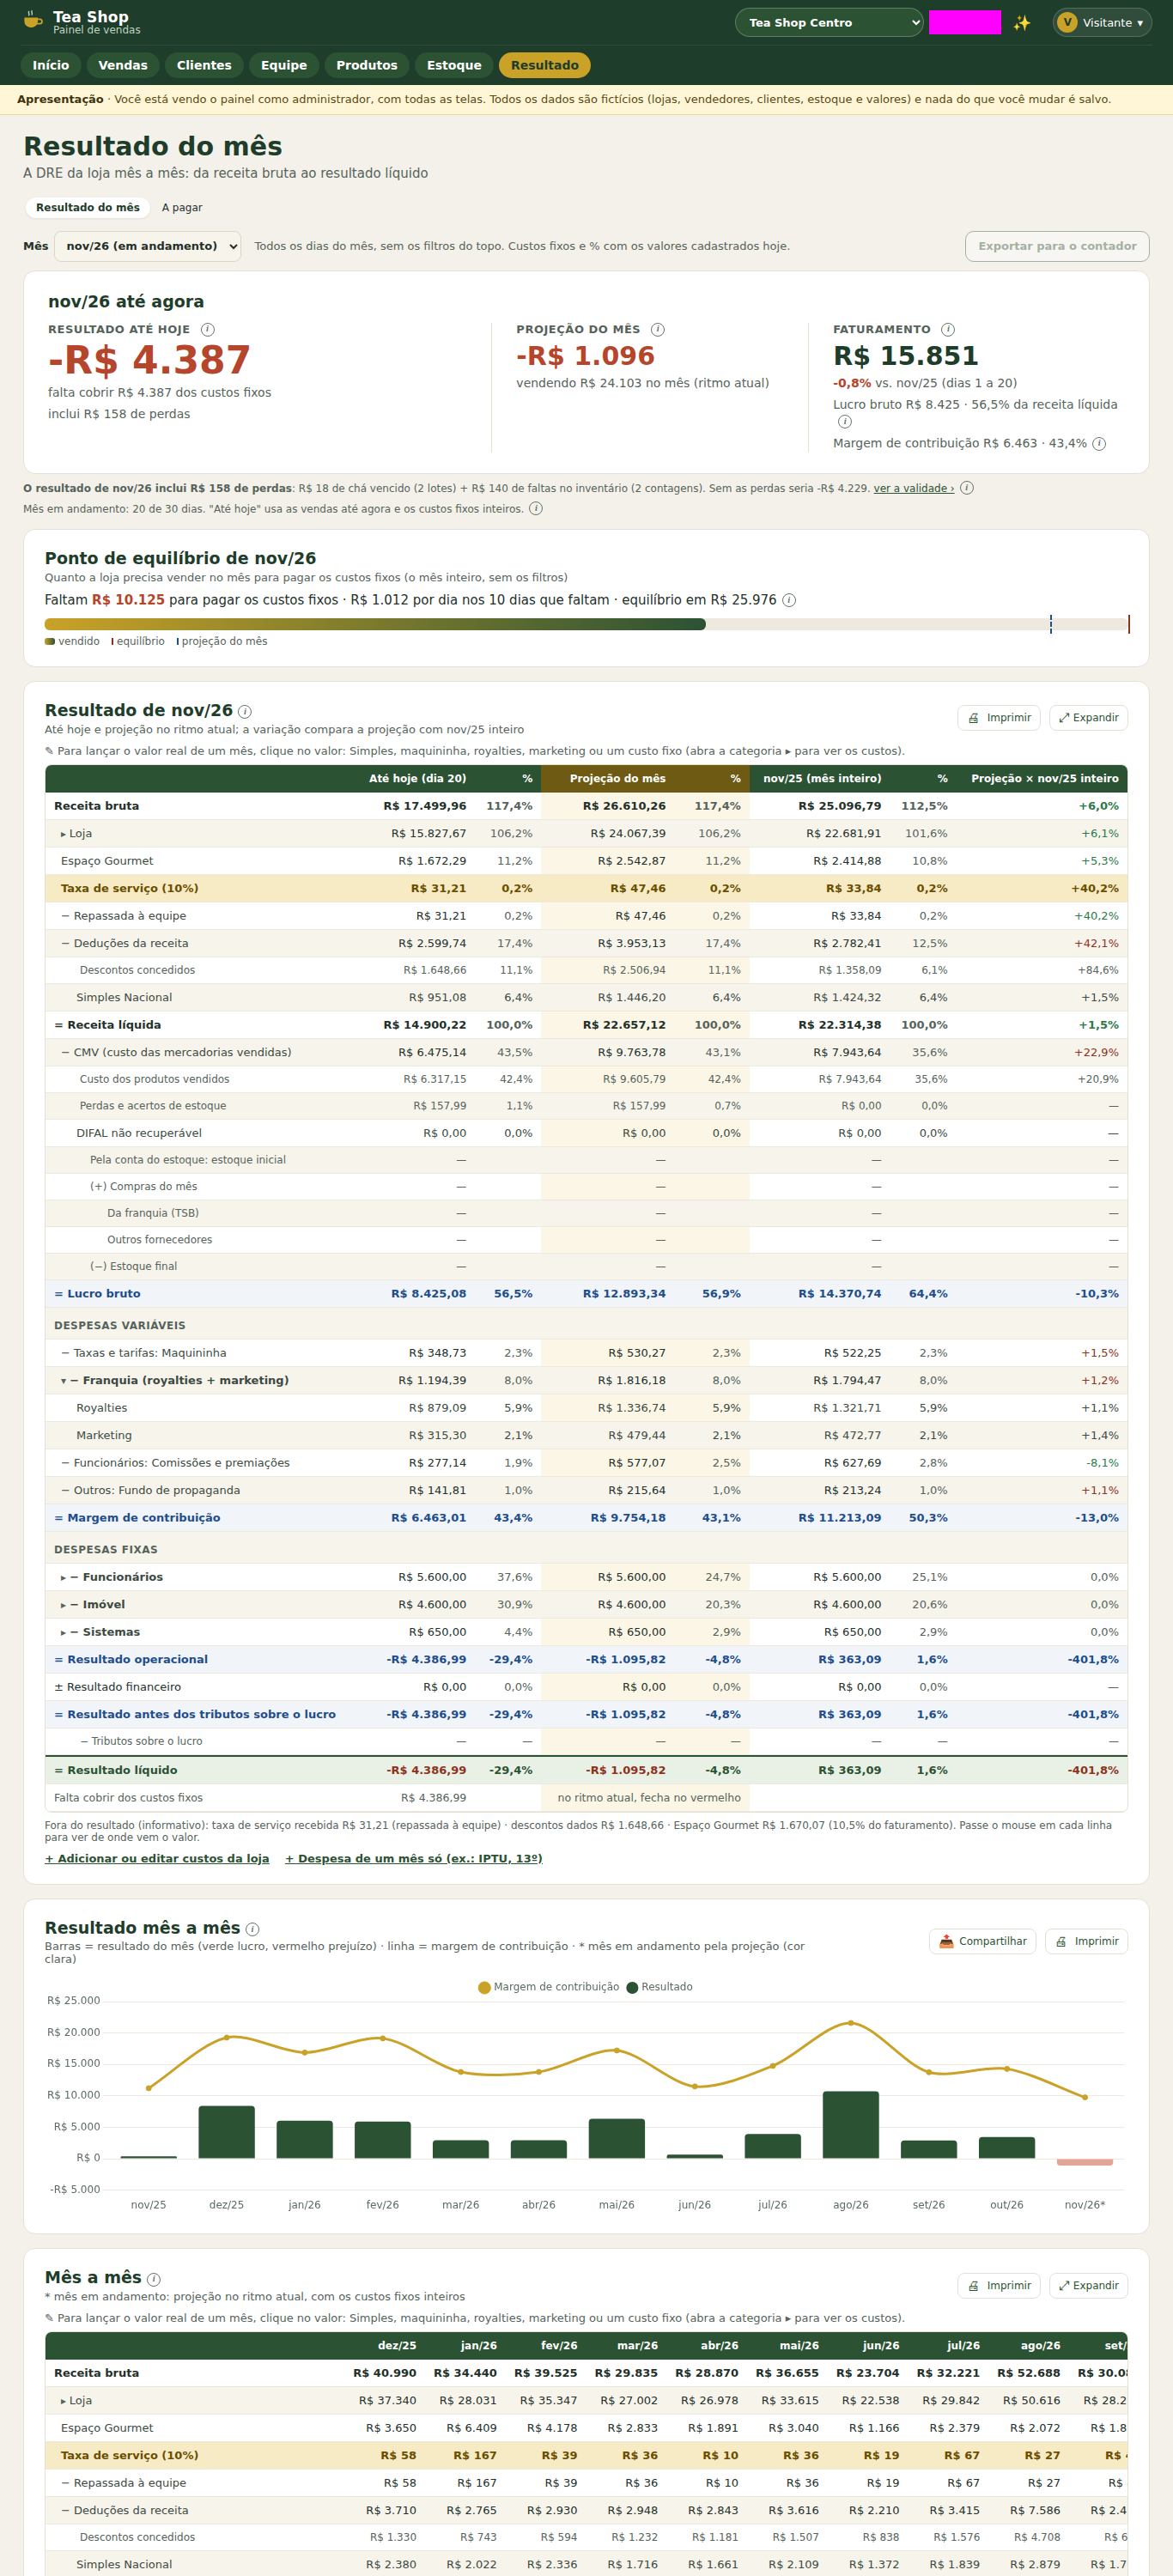 Tea Shop
Painel de vendas
Tea Shop Centro
V Visitante ▾
Início Vendas Clientes Equipe Produtos Estoque Resultado
Apresentação · Você está vendo o painel como administrador, com todas as telas. Todos os dados são fictícios (lojas, vendedores, clientes, estoque e valores) e nada do que você mudar é salvo.
Resultado do mês
A DRE da loja mês a mês: da receita bruta ao resultado líquido
Resultado do mês A pagar
Mês nov/26 (em andamento) Todos os dias do mês, sem os filtros do topo. Custos fixos e % com os valores cadastrados hoje. Exportar para o contador
nov/26 até agora
RESULTADO ATÉ HOJE i
-R$ 4.387
falta cobrir R$ 4.387 dos custos fixos
inclui R$ 158 de perdas
PROJEÇÃO DO MÊS i
-R$ 1.096
vendendo R$ 24.103 no mês (ritmo atual)
FATURAMENTO i
R$ 15.851
-0,8% vs. nov/25 (dias 1 a 20)
Lucro bruto R$ 8.425 · 56,5% da receita líquida
i
Margem de contribuição R$ 6.463 · 43,4% i
O resultado de nov/26 inclui R$ 158 de perdas: R$ 18 de chá vencido (2 lotes) + R$ 140 de faltas no inventário (2 contagens). Sem as perdas seria -R$ 4.229. ver a validade › i
Mês em andamento: 20 de 30 dias. "Até hoje" usa as vendas até agora e os custos fixos inteiros. i
Ponto de equilíbrio de nov/26
Quanto a loja precisa vender no mês para pagar os custos fixos (o mês inteiro, sem os filtros)
Faltam R$ 10.125 para pagar os custos fixos · R$ 1.012 por dia nos 10 dias que faltam · equilíbrio em R$ 25.976 i
vendido equilíbrio projeção do mês
Resultado de nov/26 i
Até hoje e projeção no ritmo atual; a variação compara a projeção com nov/25 inteiro
Imprimir Expandir
✎ Para lançar o valor real de um mês, clique no valor: Simples, maquininha, royalties, marketing ou um custo fixo (abra a categoria ▸ para ver os custos).
Até hoje (dia 20) % Projeção do mês % nov/25 (mês inteiro) % Projeção × nov/25 inteiro
Receita bruta R$ 17.499,96 117,4% R$ 26.610,26 117,4% R$ 25.096,79 112,5% +6,0%
▸ Loja R$ 15.827,67 106,2% R$ 24.067,39 106,2% R$ 22.681,91 101,6% +6,1%
Espaço Gourmet R$ 1.672,29 11,2% R$ 2.542,87 11,2% R$ 2.414,88 10,8% +5,3%
Taxa de serviço (10%) R$ 31,21 0,2% R$ 47,46 0,2% R$ 33,84 0,2% +40,2%
− Repassada à equipe R$ 31,21 0,2% R$ 47,46 0,2% R$ 33,84 0,2% +40,2%
− Deduções da receita R$ 2.599,74 17,4% R$ 3.953,13 17,4% R$ 2.782,41 12,5% +42,1%
Descontos concedidos R$ 1.648,66 11,1% R$ 2.506,94 11,1% R$ 1.358,09 6,1% +84,6%
Simples Nacional R$ 951,08 6,4% R$ 1.446,20 6,4% R$ 1.424,32 6,4% +1,5%
= Receita líquida R$ 14.900,22 100,0% R$ 22.657,12 100,0% R$ 22.314,38 100,0% +1,5%
− CMV (custo das mercadorias vendidas) R$ 6.475,14 43,5% R$ 9.763,78 43,1% R$ 7.943,64 35,6% +22,9%
Custo dos produtos vendidos R$ 6.317,15 42,4% R$ 9.605,79 42,4% R$ 7.943,64 35,6% +20,9%
Perdas e acertos de estoque R$ 157,99 1,1% R$ 157,99 0,7% R$ 0,00 0,0% —
DIFAL não recuperável R$ 0,00 0,0% R$ 0,00 0,0% R$ 0,00 0,0% —
Pela conta do estoque: estoque inicial — — — —
(+) Compras do mês — — — —
Da franquia (TSB) — — — —
Outros fornecedores — — — —
(−) Estoque final — — — —
= Lucro bruto R$ 8.425,08 56,5% R$ 12.893,34 56,9% R$ 14.370,74 64,4% -10,3%
DESPESAS VARIÁVEIS
− Taxas e tarifas: Maquininha R$ 348,73 2,3% R$ 530,27 2,3% R$ 522,25 2,3% +1,5%
▾ − Franquia (royalties + marketing) R$ 1.194,39 8,0% R$ 1.816,18 8,0% R$ 1.794,47 8,0% +1,2%
Royalties R$ 879,09 5,9% R$ 1.336,74 5,9% R$ 1.321,71 5,9% +1,1%
Marketing R$ 315,30 2,1% R$ 479,44 2,1% R$ 472,77 2,1% +1,4%
− Funcionários: Comissões e premiações R$ 277,14 1,9% R$ 577,07 2,5% R$ 627,69 2,8% -8,1%
− Outros: Fundo de propaganda R$ 141,81 1,0% R$ 215,64 1,0% R$ 213,24 1,0% +1,1%
= Margem de contribuição R$ 6.463,01 43,4% R$ 9.754,18 43,1% R$ 11.213,09 50,3% -13,0%
DESPESAS FIXAS
▸ − Funcionários R$ 5.600,00 37,6% R$ 5.600,00 24,7% R$ 5.600,00 25,1% 0,0%
▸ − Imóvel R$ 4.600,00 30,9% R$ 4.600,00 20,3% R$ 4.600,00 20,6% 0,0%
▸ − Sistemas R$ 650,00 4,4% R$ 650,00 2,9% R$ 650,00 2,9% 0,0%
= Resultado operacional -R$ 4.386,99 -29,4% -R$ 1.095,82 -4,8% R$ 363,09 1,6% -401,8%
± Resultado financeiro R$ 0,00 0,0% R$ 0,00 0,0% R$ 0,00 0,0% —
= Resultado antes dos tributos sobre o lucro -R$ 4.386,99 -29,4% -R$ 1.095,82 -4,8% R$ 363,09 1,6% -401,8%
− Tributos sobre o lucro — — — — — — —
= Resultado líquido -R$ 4.386,99 -29,4% -R$ 1.095,82 -4,8% R$ 363,09 1,6% -401,8%
Falta cobrir dos custos fixos R$ 4.386,99 no ritmo atual, fecha no vermelho
Fora do resultado (informativo): taxa de serviço recebida R$ 31,21 (repassada à equipe) · descontos dados R$ 1.648,66 · Espaço Gourmet R$ 1.670,07 (10,5% do faturamento). Passe o mouse em cada linha
para ver de onde vem o valor.
+ Adicionar ou editar custos da loja + Despesa de um mês só (ex.: IPTU, 13º)
Resultado mês a mês i
Barras = resultado do mês (verde lucro, vermelho prejuízo) · linha = margem de contribuição · * mês em andamento pela projeção (cor
clara)
Compartilhar Imprimir
Margem de contribuição Resultado
R$ 25.000
R$ 20.000
R$ 15.000
R$ 10.000
R$ 5.000
R$ 0
-R$ 5.000
nov/25 dez/25 jan/26 fev/26 mar/26 abr/26 mai/26 jun/26 jul/26 ago/26 set/26 out/26 nov/26*
Mês a mês i
* mês em andamento: projeção no ritmo atual, com os custos fixos inteiros
Imprimir Expandir
✎ Para lançar o valor real de um mês, clique no valor: Simples, maquininha, royalties, marketing ou um custo fixo (abra a categoria ▸ para ver os custos).
dez/25 jan/26 fev/26 mar/26 abr/26 mai/26 jun/26 jul/26 ago/26 set/
Receita bruta R$ 40.990 R$ 34.440 R$ 39.525 R$ 29.835 R$ 28.870 R$ 36.655 R$ 23.704 R$ 32.221 R$ 52.688 R$ 30.0
▸ Loja R$ 37.340 R$ 28.031 R$ 35.347 R$ 27.002 R$ 26.978 R$ 33.615 R$ 22.538 R$ 29.842 R$ 50.616 R$ 28.2
Espaço Gourmet R$ 3.650 R$ 6.409 R$ 4.178 R$ 2.833 R$ 1.891 R$ 3.040 R$ 1.166 R$ 2.379 R$ 2.072 R$ 1.8
Taxa de serviço (10%) R$ 58 R$ 167 R$ 39 R$ 36 R$ 10 R$ 36 R$ 19 R$ 67 R$ 27 R$
− Repassada à equipe R$ 58 R$ 167 R$ 39 R$ 36 R$ 10 R$ 36 R$ 19 R$ 67 R$ 27 R$
− Deduções da receita R$ 3.710 R$ 2.765 R$ 2.930 R$ 2.948 R$ 2.843 R$ 3.616 R$ 2.210 R$ 3.415 R$ 7.586 R$ 2.4
Descontos concedidos R$ 1.330 R$ 743 R$ 594 R$ 1.232 R$ 1.181 R$ 1.507 R$ 838 R$ 1.576 R$ 4.708 R$ 6
Simples Nacional R$ 2.380 R$ 2.022 R$ 2.336 R$ 1.716 R$ 1.661 R$ 2.109 R$ 1.372 R$ 1.839 R$ 2.879 R$ 1.7